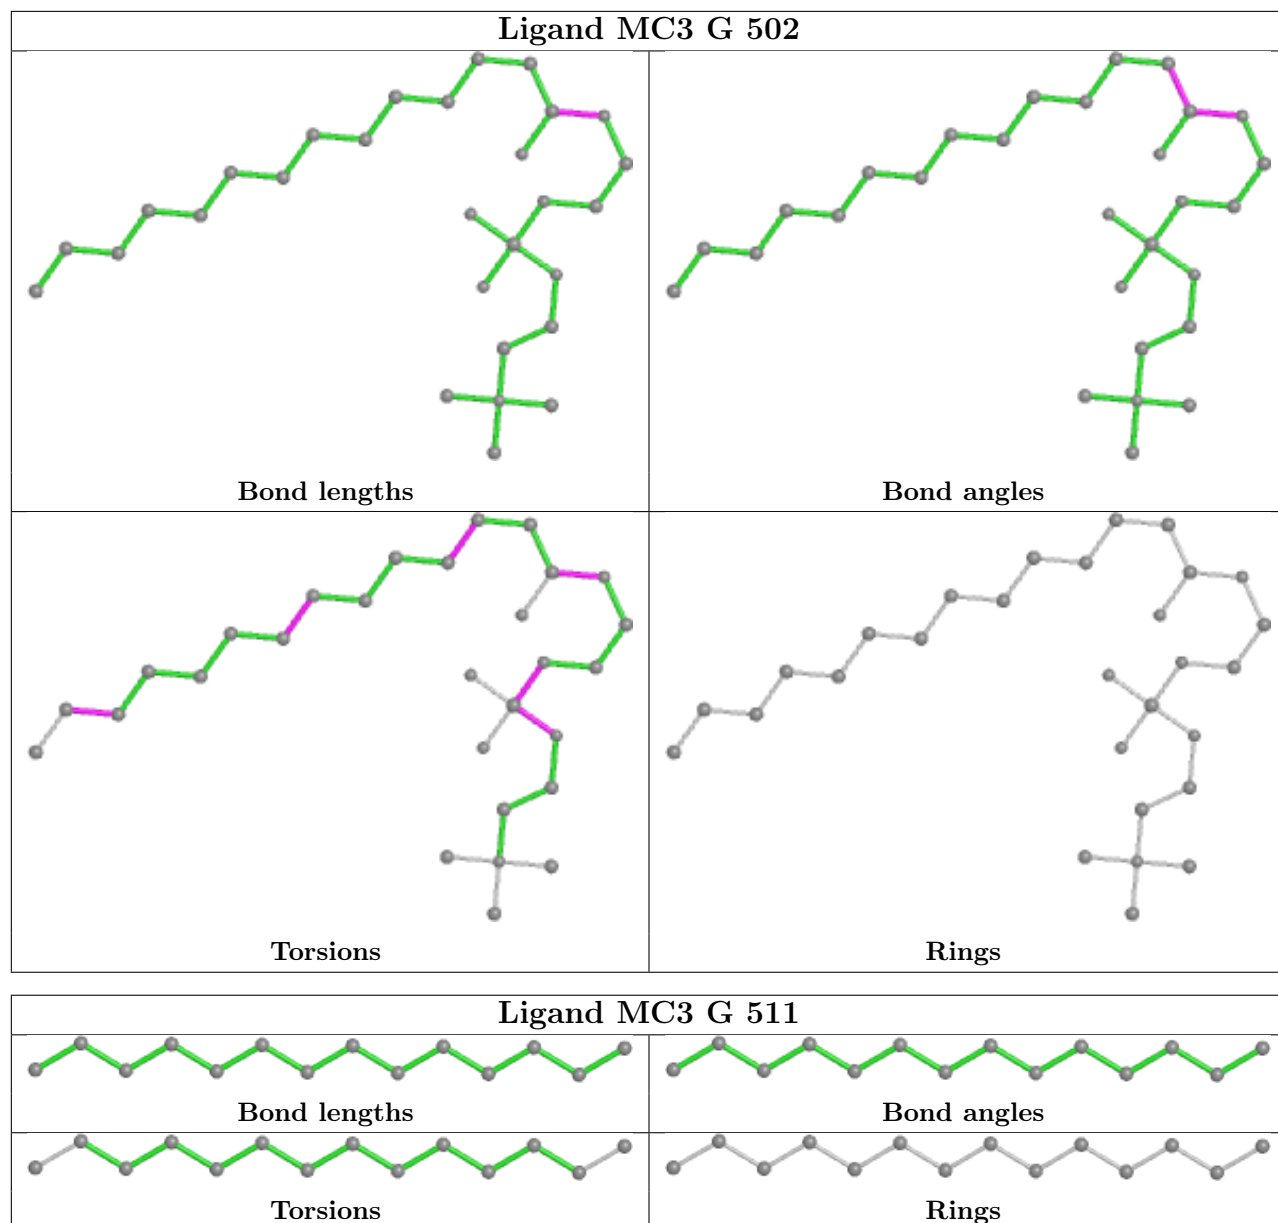 Ligand MC3 G 502
Bond lengths
Bond angles
Torsions
Rings
Ligand MC3 G 511
Bond lengths
Bond angles
Torsions
Rings